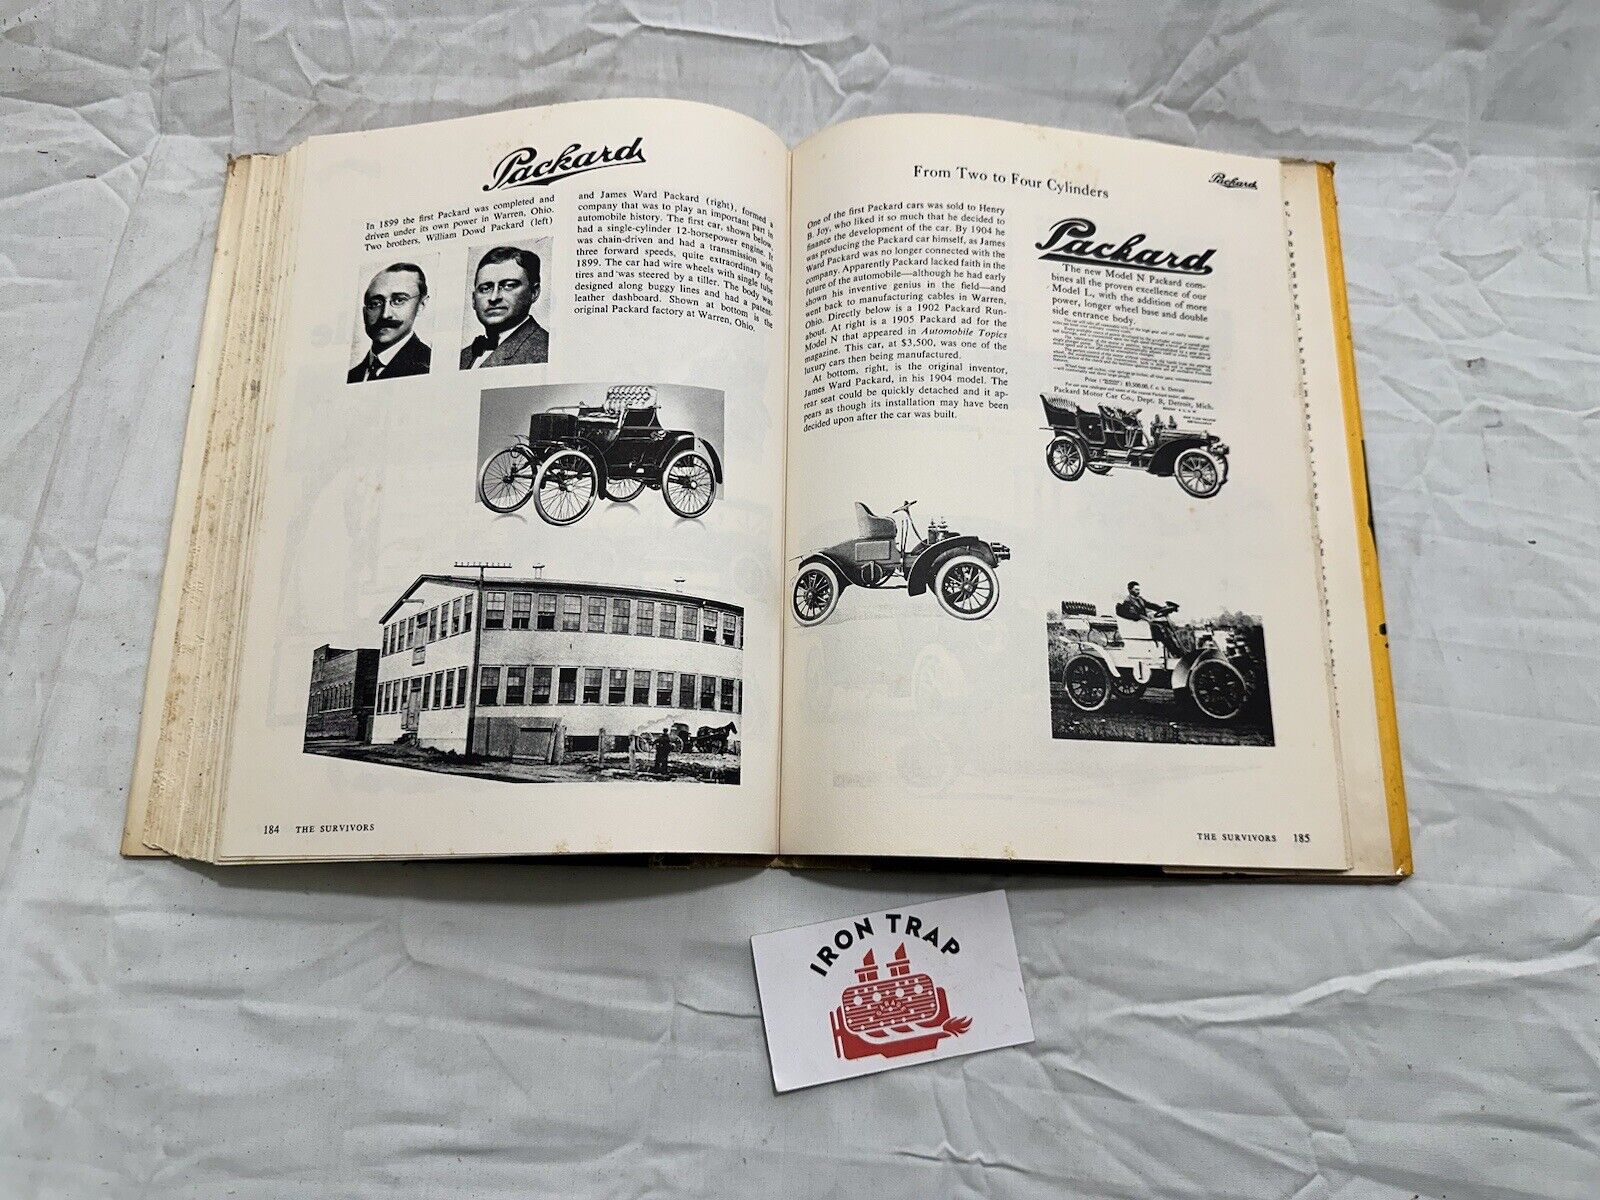 Packard
In 1899 the first Packard was completed and
driven under its own power in Warren, Ohio.
Two brothers, William Dowd Packard (left)
and James Ward Packard (right), formed a
company that was to play an important part in
automobile history. The first car, shown below,
had a single-cylinder 12-horsepower engine. It
was chain-driven and had a transmission with
three forward speeds, quite extraordinary for
1899. The car had wire wheels with single tube
tires and was steered by a tiller. The body was
designed along buggy lines and had a patent-
leather dashboard. Shown at bottom is the
original Packard factory at Warren, Ohio.
184 THE SURVIVORS
From Two to Four Cylinders
Packard
One of the first Packard cars was sold to Henry
B. Joy, who liked it so much that he decided to
finance the development of the car. By 1904 he
was producing the Packard car himself, as James
Ward Packard was no longer connected with the
company. Apparently Packard lacked faith in the
future of the automobile—although he had early
shown his inventive genius in the field—and
went back to manufacturing cables in Warren,
Ohio. Directly below is a 1902 Packard Run-
about. At right is a 1905 Packard ad for the
Model N that appeared in Automobile Topics
magazine. This car, at $3,500, was one of the
luxury cars then being manufactured.
At bottom, right, is the original inventor,
James Ward Packard, in his 1904 model. The
rear seat could be quickly detached and it ap-
pears as though its installation may have been
decided upon after the car was built.
Packard
The new Model N Packard com-
bines all the proven excellence of our
Model L, with the addition of more
power, longer wheel base and double
side entrance body.
Packard Motor Car Co., Dept. B, Detroit, Mich.
THE SURVIVORS 185
IRON TRAP